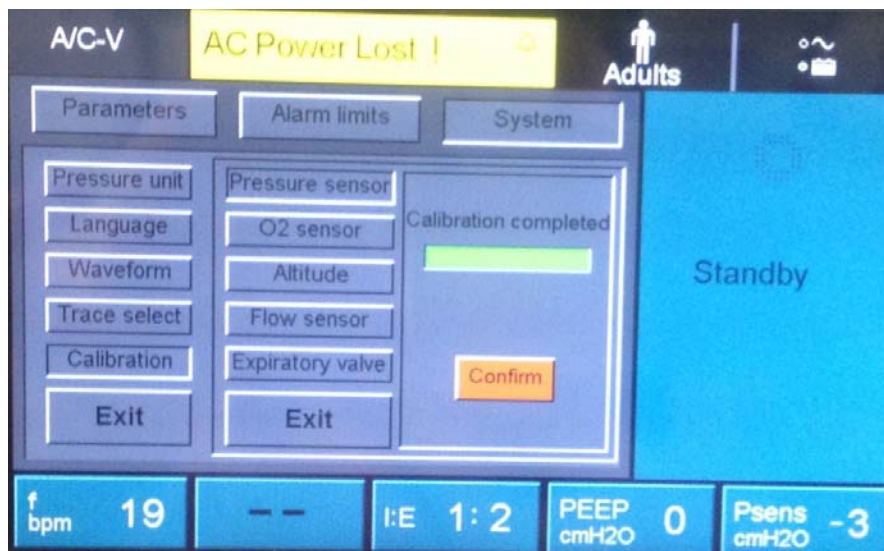 A/C-V
AC Power Lost !
Adults
Parameters
Alarm limits
System
Pressure unit
Language
Waveform
Trace select
Calibration
Exit
Pressure sensor
O2 sensor
Altitude
Flow sensor
Expiratory valve
Exit
Calibration completed
Confirm
Standby
f
bpm 19
--
I:E 1: 2
PEEP
cmH2O 0
Psens
cmH2O -3